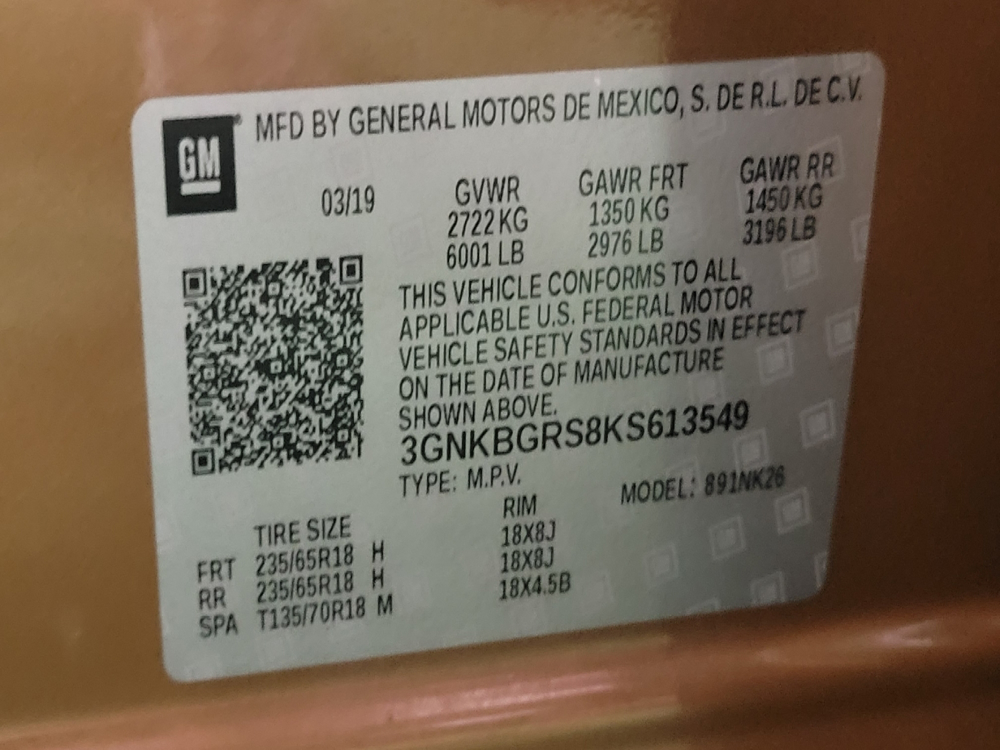 GM
MFD BY GENERAL MOTORS DE MEXICO, S. DE R.L. DE C.V.
03/19 GVWR GAWR FRT GAWR RR
2722 KG 1350 KG 1450 KG
6001 LB 2976 LB 3196 LB
THIS VEHICLE CONFORMS TO ALL
APPLICABLE U.S. FEDERAL MOTOR
VEHICLE SAFETY STANDARDS IN EFFECT
ON THE DATE OF MANUFACTURE
SHOWN ABOVE.
3GNKBGRS8KS613549
TYPE: M.P.V. MODEL: 891NK26
TIRE SIZE RIM
FRT 235/65R18 H 18X8J
RR 235/65R18 H 18X8J
SPA T135/70R18 M 18X4.5B